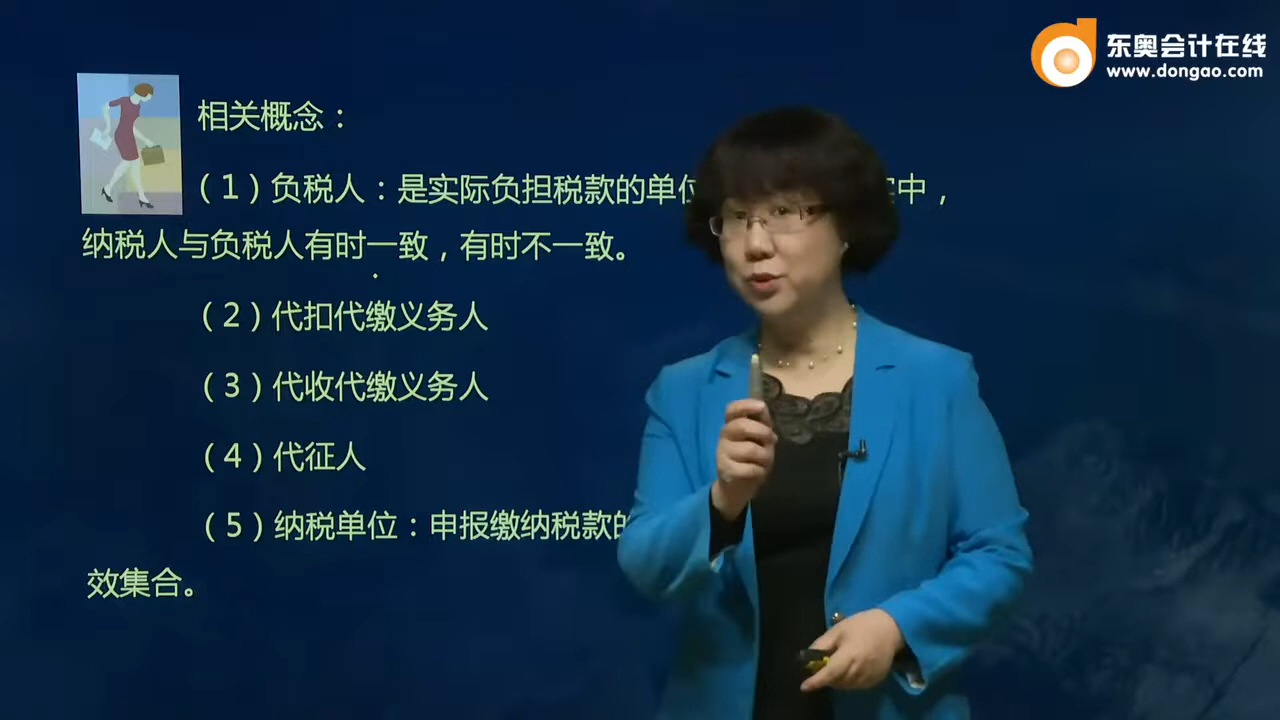 东奥会计在线
www.dongao.com
相关概念：
（1）负税人：是实际负担税款的单位 中，
纳税人与负税人有时一致，有时不一致。
（2）代扣代缴义务人
（3）代收代缴义务人
（4）代征人
（5）纳税单位：申报缴纳税款的
效集合。